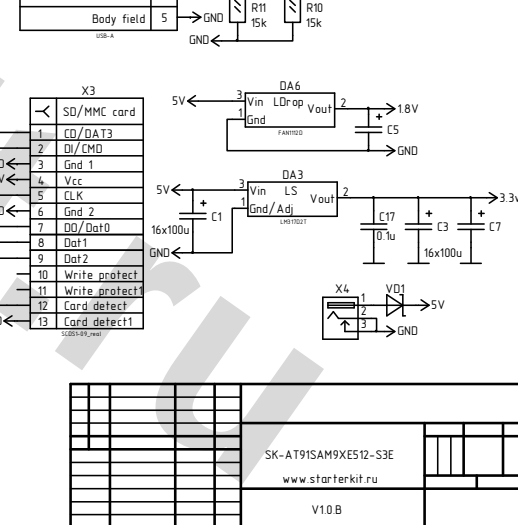 Body field 5 GND
USB-A
R11
15k
R10
15k
GND
X3
SD/MMC card
1 CD/DAT3
2 DI/CMD
3 Gnd 1
4 Vcc
5 CLK
6 Gnd 2
7 DO/Dat0
8 Dat1
9 Dat2
10 Write protect
11 Write protect1
12 Card detect
13 Card detect1
SCDS1-09_real
DA6
5V 3 Vin LDrop Vout 2 1.8V
1 Gnd
FAN1112D
+
C5
GND
DA3
5V 3 Vin LS Vout 2 3.3v
1 Gnd/Adj
LM317D2T
+
C1
16x100u
GND
C17
0.1u
+
C3
+
C7
16x100u
X4
1
2
3
VD1
5V
GND
SK-AT91SAM9XE512-S3E
www.starterkit.ru
V1.0.B
r.ru